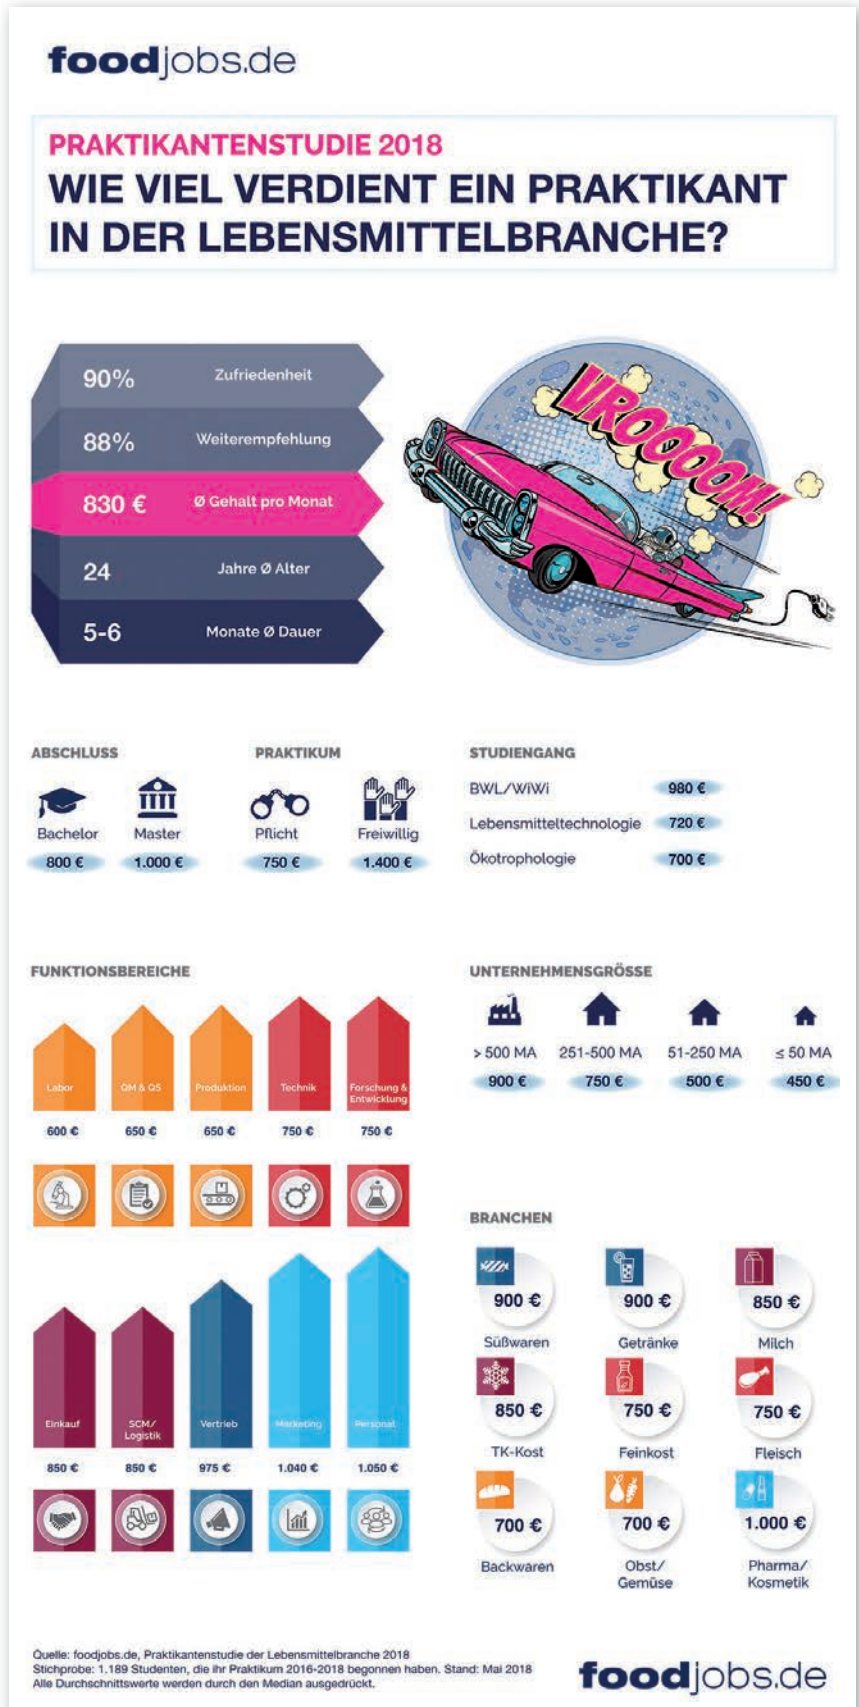 foodjobs.de
PRAKTIKANTENSTUDIE 2018
WIE VIEL VERDIENT EIN PRAKTIKANT
IN DER LEBENSMITTELBRANCHE?
90% Zufriedenheit
88% Weiterempfehlung
830 € Ø Gehalt pro Monat
24 Jahre Ø Alter
5-6 Monate Ø Dauer
VROOOOOM!
ABSCHLUSS
Bachelor Master
800 € 1.000 €
PRAKTIKUM
Pflicht Freiwillig
750 € 1.400 €
STUDIENGANG
BWL/WiWi 980 €
Lebensmitteltechnologie 720 €
Ökotrophologie 700 €
FUNKTIONSBEREICHE
Labor QM & QS Produktion Technik Forschung &
Entwicklung
600 € 650 € 650 € 750 € 750 €
Einkauf SCM/ Vertrieb Marketing Personal
Logistik
850 € 850 € 975 € 1.040 € 1.050 €
UNTERNEHMENSGRÖSSE
> 500 MA 251-500 MA 51-250 MA ≤ 50 MA
900 € 750 € 500 € 450 €
BRANCHEN
900 € 900 € 850 €
Süßwaren Getränke Milch
850 € 750 € 750 €
TK-Kost Feinkost Fleisch
700 € 700 € 1.000 €
Backwaren Obst/ Pharma/
Gemüse Kosmetik
Quelle: foodjobs.de, Praktikantenstudie der Lebensmittelbranche 2018
Stichprobe: 1.189 Studenten, die ihr Praktikum 2016-2018 begonnen haben. Stand: Mai 2018
Alle Durchschnittswerte werden durch den Median ausgedrückt.
foodjobs.de